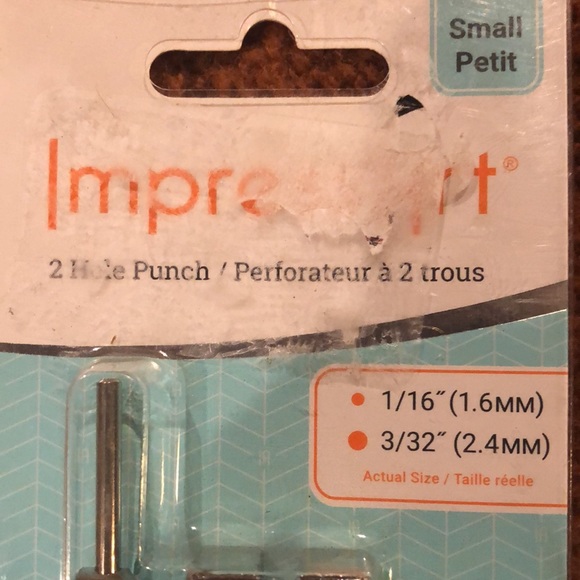 Small
Petit
2 Hole Punch / Perforateur à 2 trous
1/16″ (1.6MM)
3/32″ (2.4MM)
Actual Size / Taille réelle